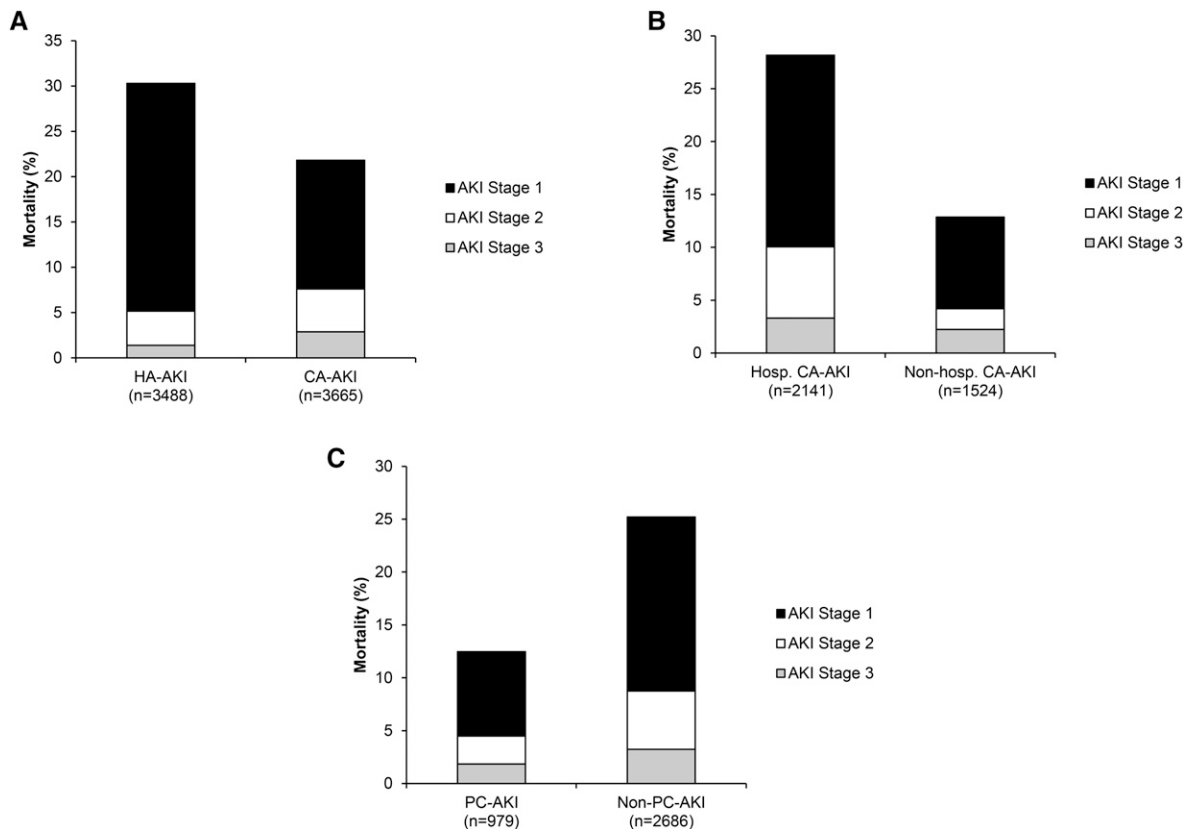 A
35
30
25
20
15
10
5
0
Mortality (%)
HA-AKI
(n=3488)
CA-AKI
(n=3665)
AKI Stage 1
AKI Stage 2
AKI Stage 3
B
30
25
20
15
10
5
0
Mortality (%)
Hosp. CA-AKI
(n=2141)
Non-hosp. CA-AKI
(n=1524)
AKI Stage 1
AKI Stage 2
AKI Stage 3
C
30
25
20
15
10
5
0
Mortality (%)
PC-AKI
(n=979)
Non-PC-AKI
(n=2686)
AKI Stage 1
AKI Stage 2
AKI Stage 3